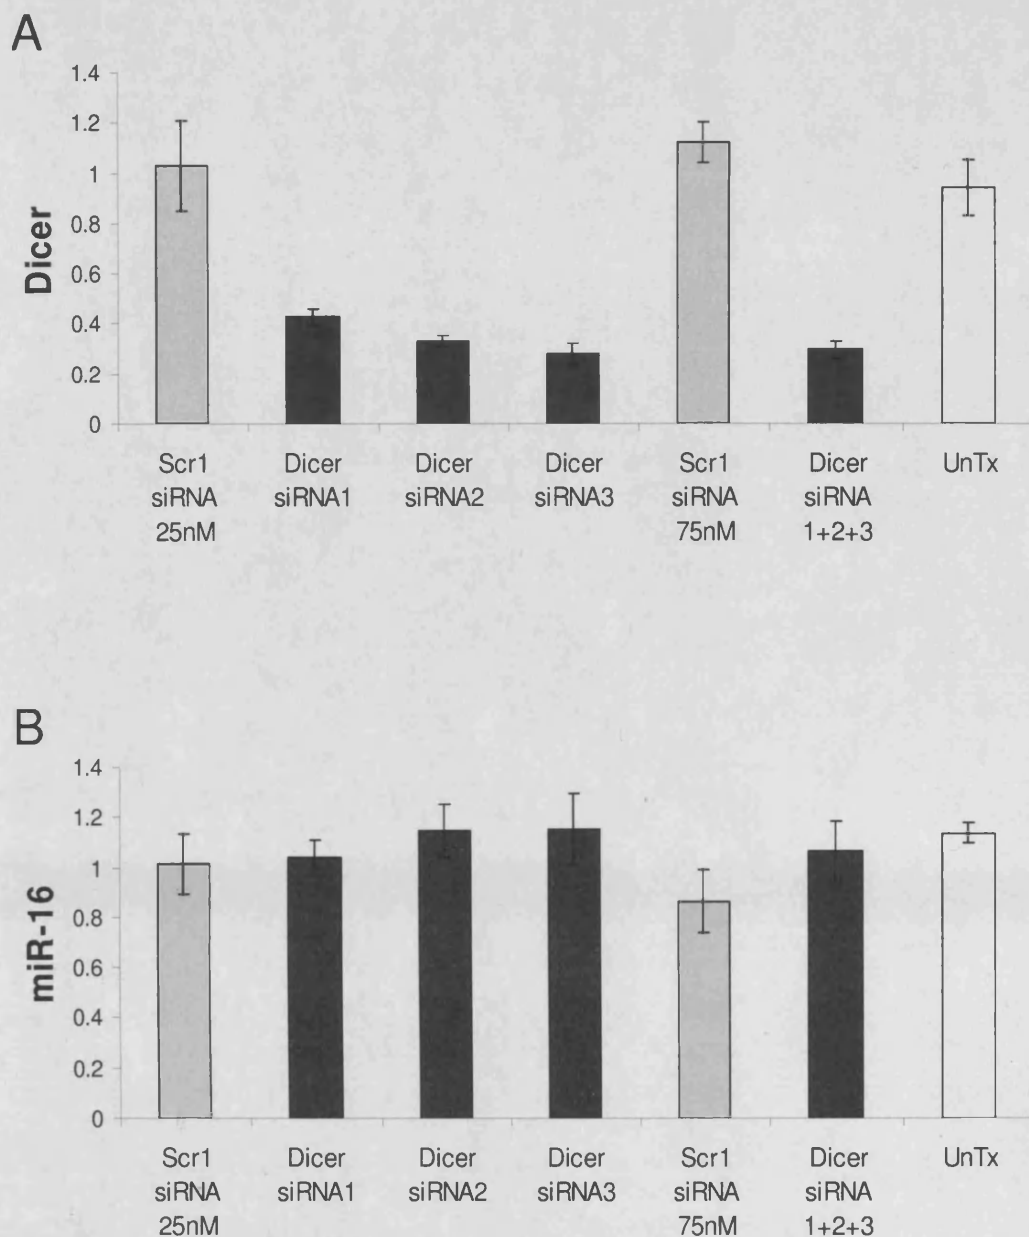 A
1.4
1.2
1
0.8
0.6
0.4
0.2
0
Dicer
Scr1
siRNA
25nM
Dicer
siRNA1
Dicer
siRNA2
Dicer
siRNA3
Scr1
siRNA
75nM
Dicer
siRNA
1+2+3
UnTx
B
1.4
1.2
1
0.8
0.6
0.4
0.2
0
miR-16
Scr1
siRNA
25nM
Dicer
siRNA1
Dicer
siRNA2
Dicer
siRNA3
Scr1
siRNA
75nM
Dicer
siRNA
1+2+3
UnTx